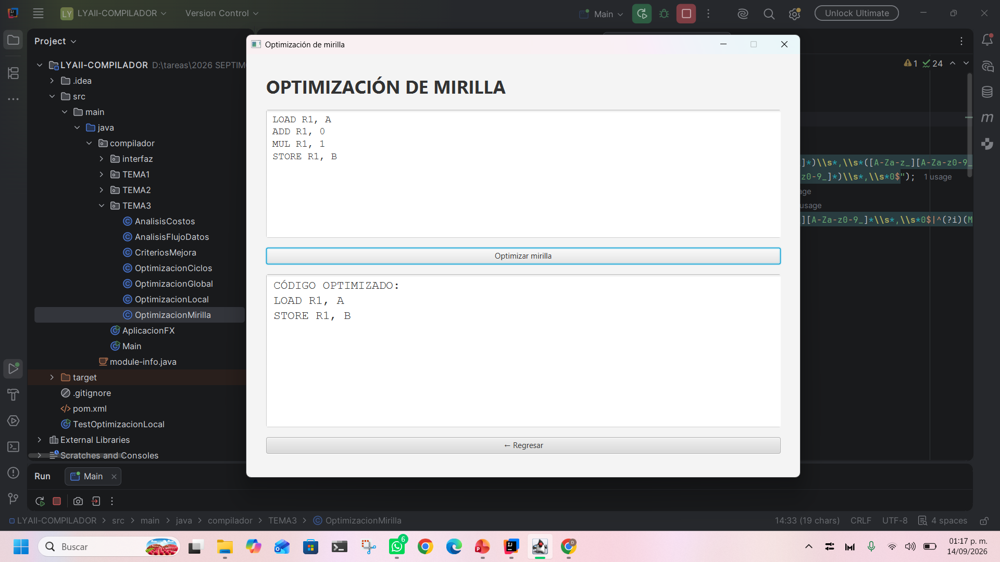 LY LYAII-COMPILADOR
Version Control
Main
Unlock Ultimate
Project
LYAII-COMPILADOR D:\tareas\2026 SEPTIM
.idea
src
main
java
compilador
interfaz
TEMA1
TEMA2
TEMA3
AnalisisCostos
AnalisisFlujoDatos
CriteriosMejora
OptimizacionCiclos
OptimizacionGlobal
OptimizacionLocal
OptimizacionMirilla
AplicacionFX
Main
module-info.java
target
.gitignore
pom.xml
TestOptimizacionLocal
External Libraries
Scratches and Consoles
Optimización de mirilla
OPTIMIZACIÓN DE MIRILLA
LOAD R1, A
ADD R1, 0
MUL R1, 1
STORE R1, B
Optimizar mirilla
CÓDIGO OPTIMIZADO:
LOAD R1, A
STORE R1, B
← Regresar
1 24
]*)\\s*,\\s*([A-Za-z_][A-Za-z0-9_
z0-9_]*)\\s*,\\s*0$"); 1 usage
age
usage
][A-Za-z0-9_]*\\s*,\\s*0$|^(?i)(M
Run
Main
LYAII-COMPILADOR > src > main > java > compilador > TEMA3 > OptimizacionMirilla
14:33 (19 chars) CRLF UTF-8 4 spaces
Buscar
6
01:17 p. m.
14/09/2026